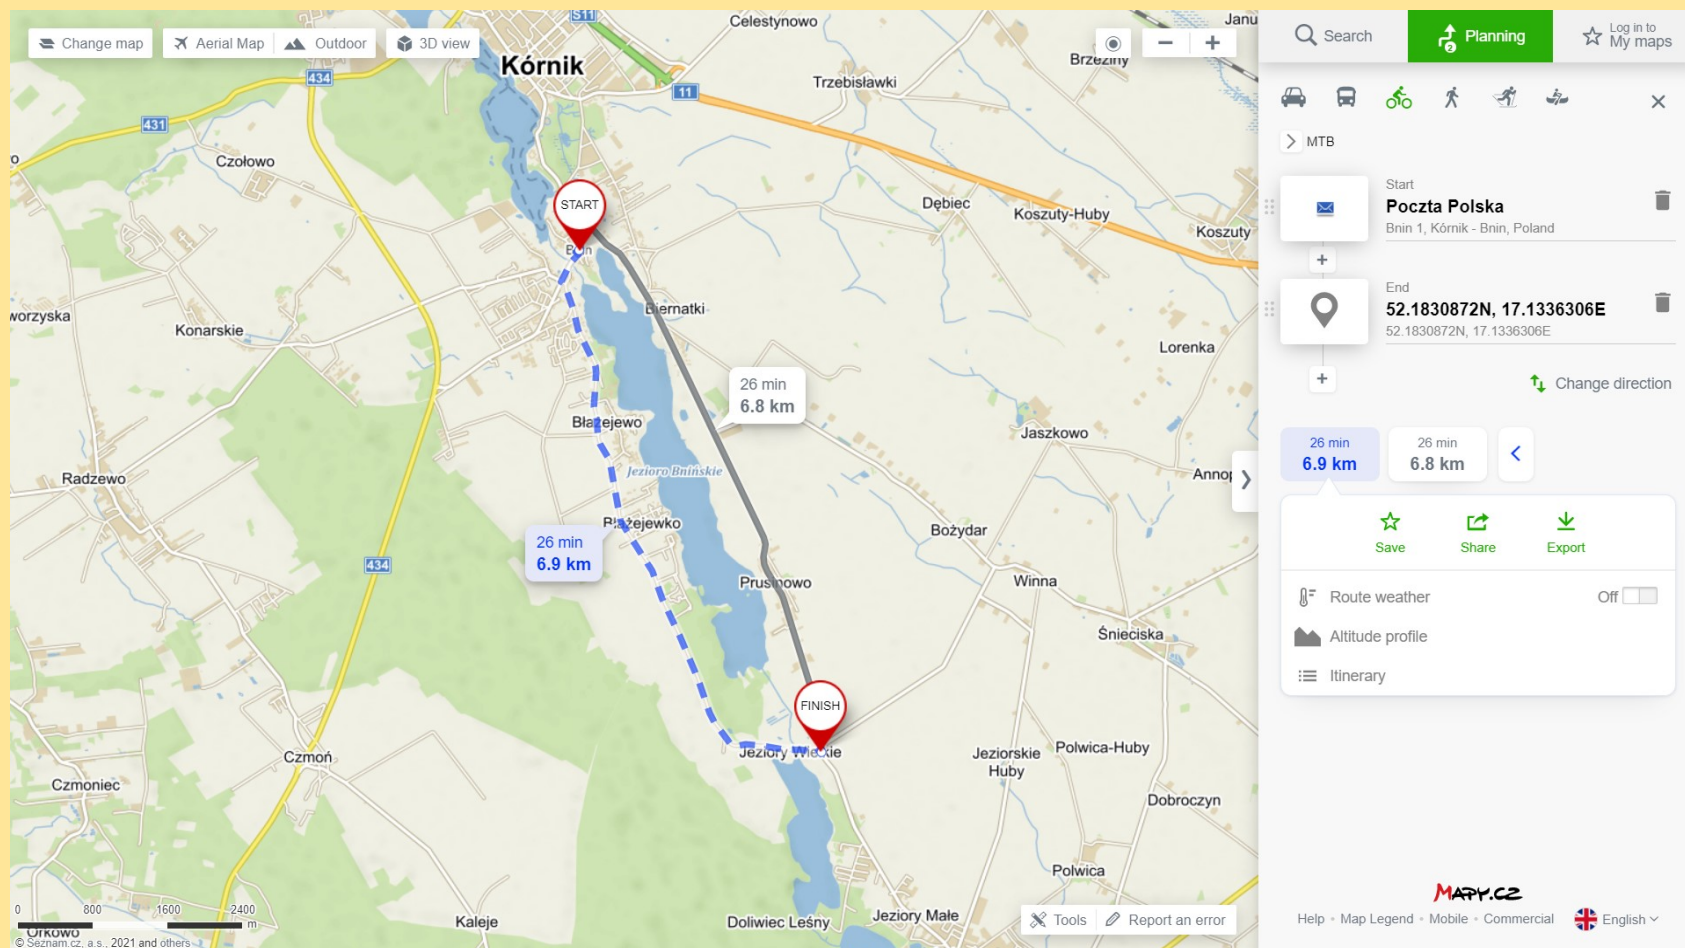 Change map
Aerial Map
Outdoor
3D view
S11
Celestynowo
Janu
Kórnik
Brzeziny
434
11
Trzebisławki
431
Czołowo
START
Dębiec
Koszuty-Huby
Koszuty
Bnin
Biernatki
worzyska
Konarskie
Lorenka
26 min
6.8 km
Błażejewo
Jaszkowo
Jezioro Bnińskie
Radzewo
Annop
Błażejewko
Bożydar
26 min
6.9 km
434
Prusinowo
Winna
Śnieciska
FINISH
Jeziory Wielkie
Czmoń
Jeziorskie
Huby
Polwica-Huby
Czmoniec
Dobroczyn
Polwica
0 800 1600 2400
m
Orkowo
Kaleje
Doliwiec Leśny
Jeziory Małe
Tools
Report an error
© Seznam.cz, a.s., 2021 and others
Search
2
Planning
Log in to
My maps
MTB
Start
Poczta Polska
Bnin 1, Kórnik - Bnin, Poland
+
End
52.1830872N, 17.1336306E
52.1830872N, 17.1336306E
+
Change direction
26 min
6.9 km
26 min
6.8 km
Save
Share
Export
Route weather
Off
Altitude profile
Itinerary
Mapy.cz
Help • Map Legend • Mobile • Commercial
English